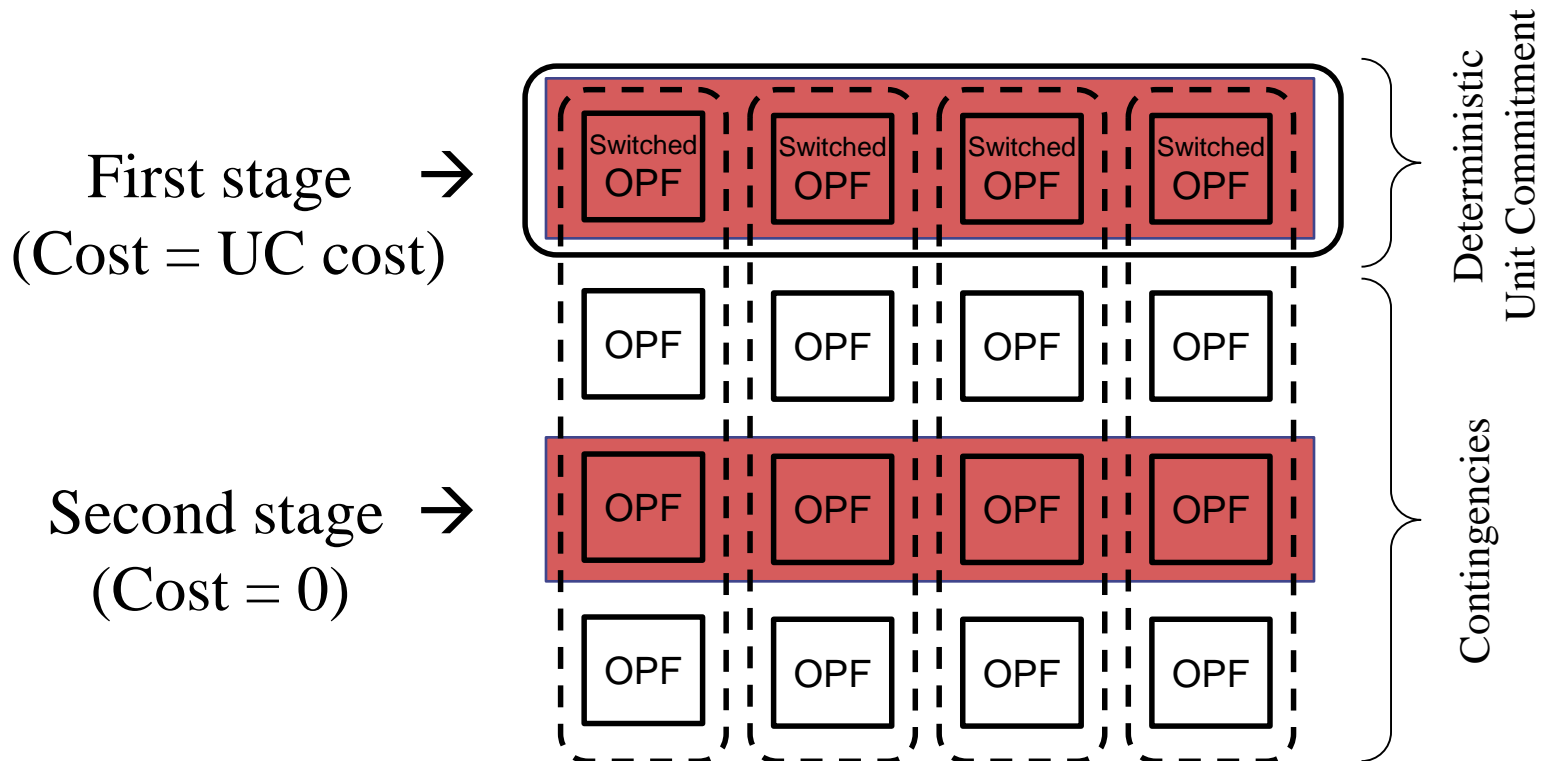 First stage →
(Cost = UC cost)
Switched
OPF
Switched
OPF
Switched
OPF
Switched
OPF
Deterministic
Unit Commitment
OPF
OPF
OPF
OPF
Second stage →
(Cost = 0)
OPF
OPF
OPF
OPF
Contingencies
OPF
OPF
OPF
OPF